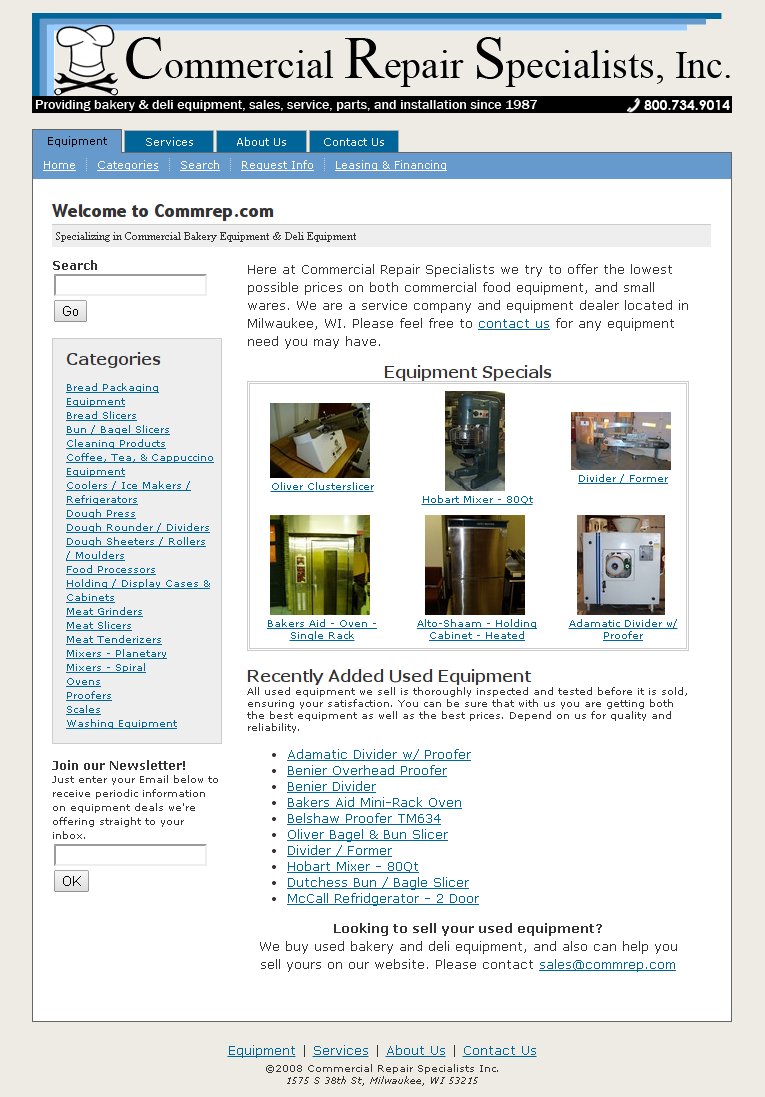 Commercial Repair Specialists, Inc.
Providing bakery & deli equipment, sales, service, parts, and installation since 1987
800.734.9014
Equipment
Services
About Us
Contact Us
Home
Categories
Search
Request Info
Leasing & Financing
Welcome to Commrep.com
Specializing in Commercial Bakery Equipment & Deli Equipment
Search
Go
Categories
Bread Packaging
Equipment
Bread Slicers
Bun / Bagel Slicers
Cleaning Products
Coffee, Tea, & Cappuccino
Equipment
Coolers / Ice Makers /
Refrigerators
Dough Press
Dough Rounder / Dividers
Dough Sheeters / Rollers
/ Moulders
Food Processors
Holding / Display Cases &
Cabinets
Meat Grinders
Meat Slicers
Meat Tenderizers
Mixers - Planetary
Mixers - Spiral
Ovens
Proofers
Scales
Washing Equipment
Join our Newsletter!
Just enter your Email below to
receive periodic information
on equipment deals we're
offering straight to your
inbox.
OK
Here at Commercial Repair Specialists we try to offer the lowest
possible prices on both commercial food equipment, and small
wares. We are a service company and equipment dealer located in
Milwaukee, WI. Please feel free to contact us for any equipment
need you may have.
Equipment Specials
Oliver Clusterslicer
Hobart Mixer - 80Qt
Divider / Former
Bakers Aid - Oven -
Single Rack
Alto-Shaam - Holding
Cabinet - Heated
Adamatic Divider w/
Proofer
Recently Added Used Equipment
All used equipment we sell is thoroughly inspected and tested before it is sold,
ensuring your satisfaction. You can be sure that with us you are getting both
the best equipment as well as the best prices. Depend on us for quality and
reliability.
• Adamatic Divider w/ Proofer
• Benier Overhead Proofer
• Benier Divider
• Bakers Aid Mini-Rack Oven
• Belshaw Proofer TM634
• Oliver Bagel & Bun Slicer
• Divider / Former
• Hobart Mixer - 80Qt
• Dutchess Bun / Bagle Slicer
• McCall Refridgerator - 2 Door
Looking to sell your used equipment?
We buy used bakery and deli equipment, and also can help you
sell yours on our website. Please contact sales@commrep.com
Equipment | Services | About Us | Contact Us
©2008 Commercial Repair Specialists Inc.
1575 S 38th St, Milwaukee, WI 53215